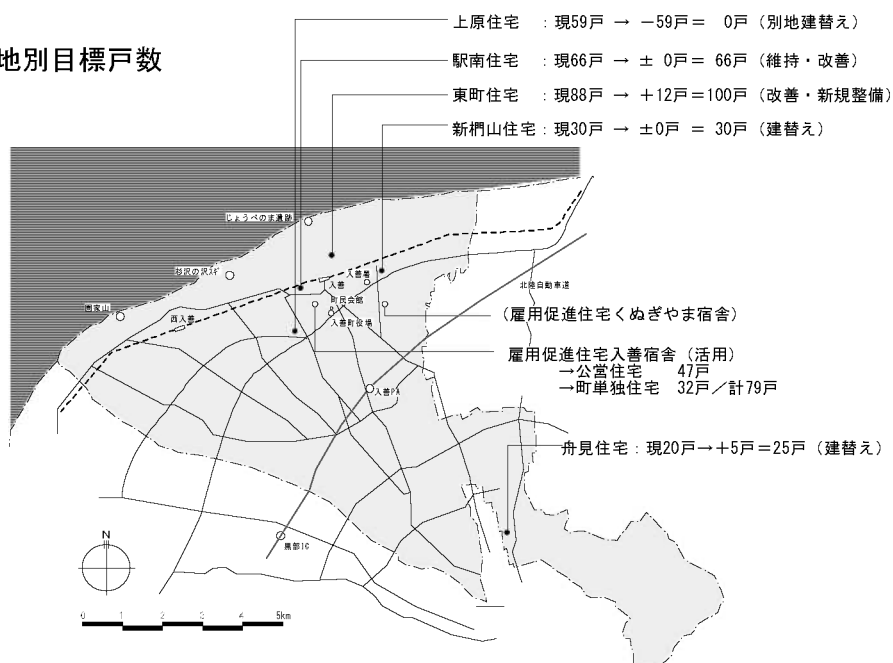 地別目標戸数
上原住宅 ：現59戸 → −59戸＝ 0戸（別地建替え）
駅南住宅 ：現66戸 → ± 0戸＝ 66戸（維持・改善）
東町住宅 ：現88戸 → ＋12戸＝100戸（改善・新規整備）
新椚山住宅：現30戸 → ±0戸 ＝ 30戸（建替え）
じょうべのま遺跡
杉沢の沢スギ
園家山
西入善
入善
入善署
町民会館
入善町役場
北陸自動車道
（雇用促進住宅くぬぎやま宿舎）
雇用促進住宅入善宿舎（活用）
→公営住宅 47戸
→町単独住宅 32戸／計79戸
入善PA
舟見住宅：現20戸→＋5戸＝25戸（建替え）
黒部IC
N
0 1 2 3 4 5km